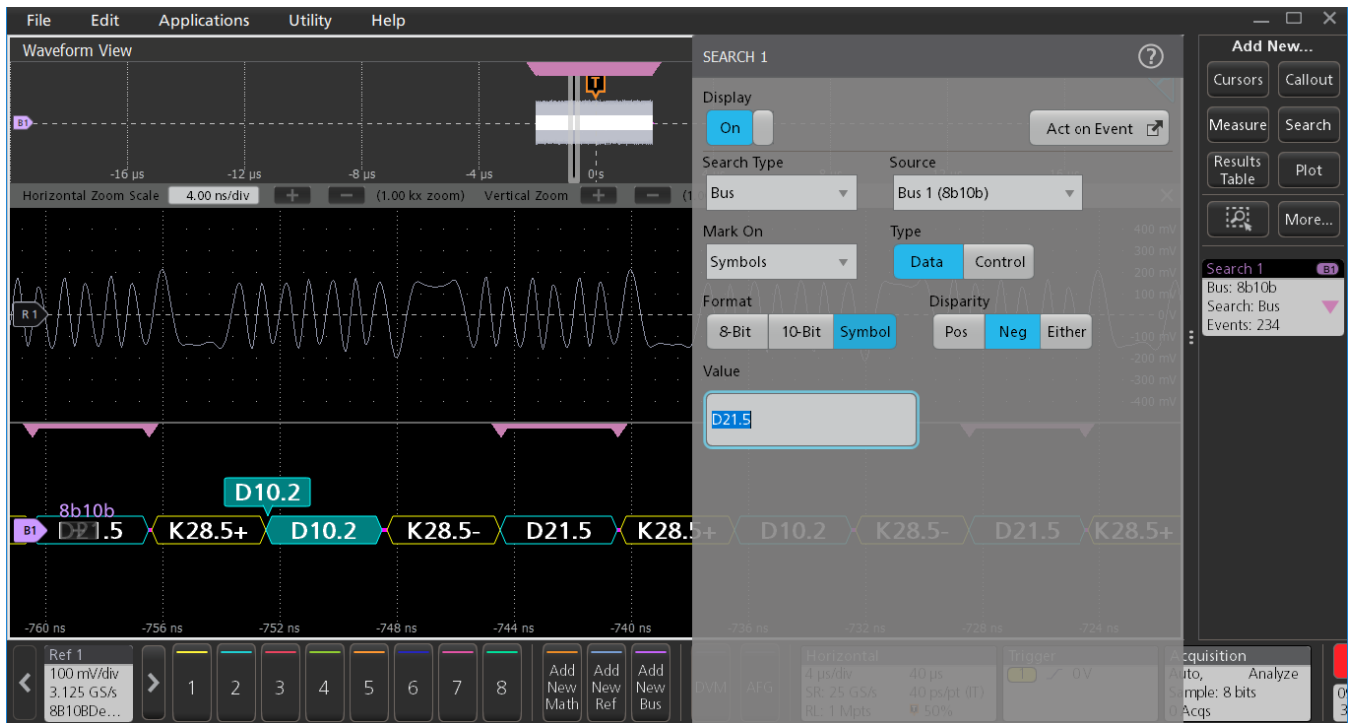 File Edit Applications Utility Help
Waveform View
SEARCH 1
?
Add New...
Cursors Callout
Measure Search
Results Table Plot
More...
Display
On
Act on Event
Search Type Source
Bus Bus 1 (8b10b)
Mark On Type
Symbols Data Control
Format Disparity
8-Bit 10-Bit Symbol Pos Neg Either
Value
D21.5
T
B1
-16 µs -12 µs -8 µs -4 µs 0 s
Horizontal Zoom Scale 4.00 ns/div + − (1.00 kx zoom) Vertical Zoom + −
R 1
400 mV
300 mV
200 mV
100 mV
0 V
-100 mV
-200 mV
-300 mV
-400 mV
Search 1 B1
Bus: 8b10b
Search: Bus
Events: 234
D10.2
8b10b
B1 D21.5 K28.5+ D10.2 K28.5- D21.5 K28.5+ D10.2 K28.5- D21.5 K28.5+
-760 ns -756 ns -752 ns -748 ns -744 ns -740 ns -736 ns -732 ns -728 ns -724 ns
Ref 1
100 mV/div
3.125 GS/s
8B10BDe...
1 2 3 4 5 6 7 8
Add New Math
Add New Ref
Add New Bus
DVM AFG
Horizontal
4 µs/div 40 µs
SR: 25 GS/s 40 ps/pt (IT)
RL: 1 Mpts 50%
Trigger
1 0 V
Acquisition
Auto, Analyze
Sample: 8 bits
0 Acqs